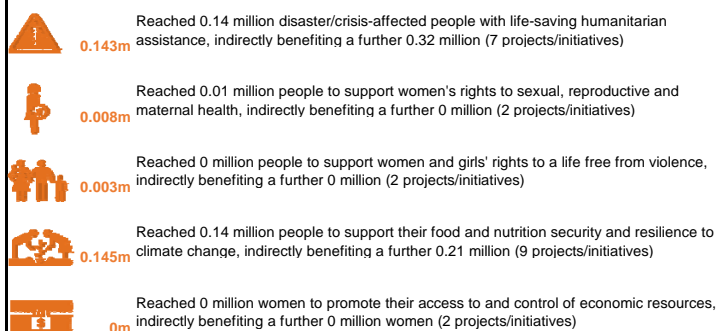 Reached 0.14 million disaster/crisis-affected people with life-saving humanitarian
0.143m assistance, indirectly benefiting a further 0.32 million (7 projects/initiatives)
Reached 0.01 million people to support women's rights to sexual, reproductive and
0.008m maternal health, indirectly benefiting a further 0 million (2 projects/initiatives)
Reached 0 million people to support women and girls' rights to a life free from violence,
0.003m indirectly benefiting a further 0 million (2 projects/initiatives)
Reached 0.14 million people to support their food and nutrition security and resilience to
0.145m climate change, indirectly benefiting a further 0.21 million (9 projects/initiatives)
Reached 0 million women to promote their access to and control of economic resources,
0m indirectly benefiting a further 0 million women (2 projects/initiatives)